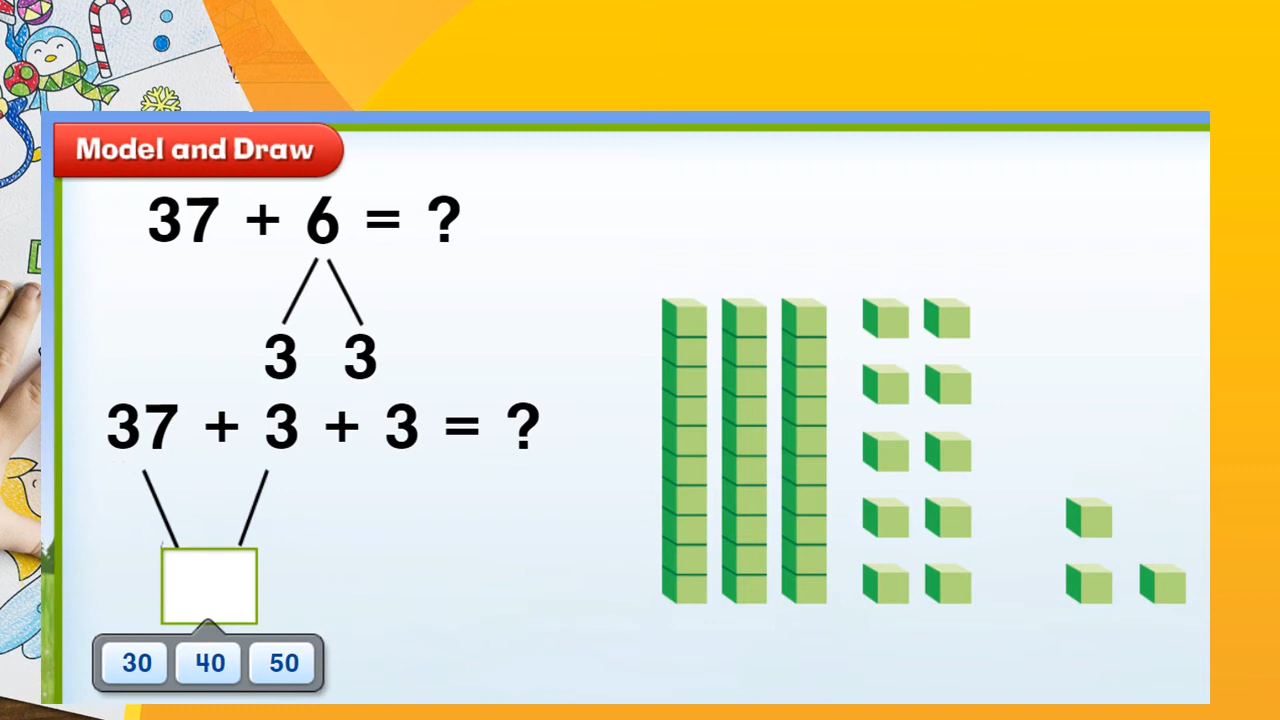 Model and Draw
37 + 6 = ?
3 3
37 + 3 + 3 = ?
30 40 50